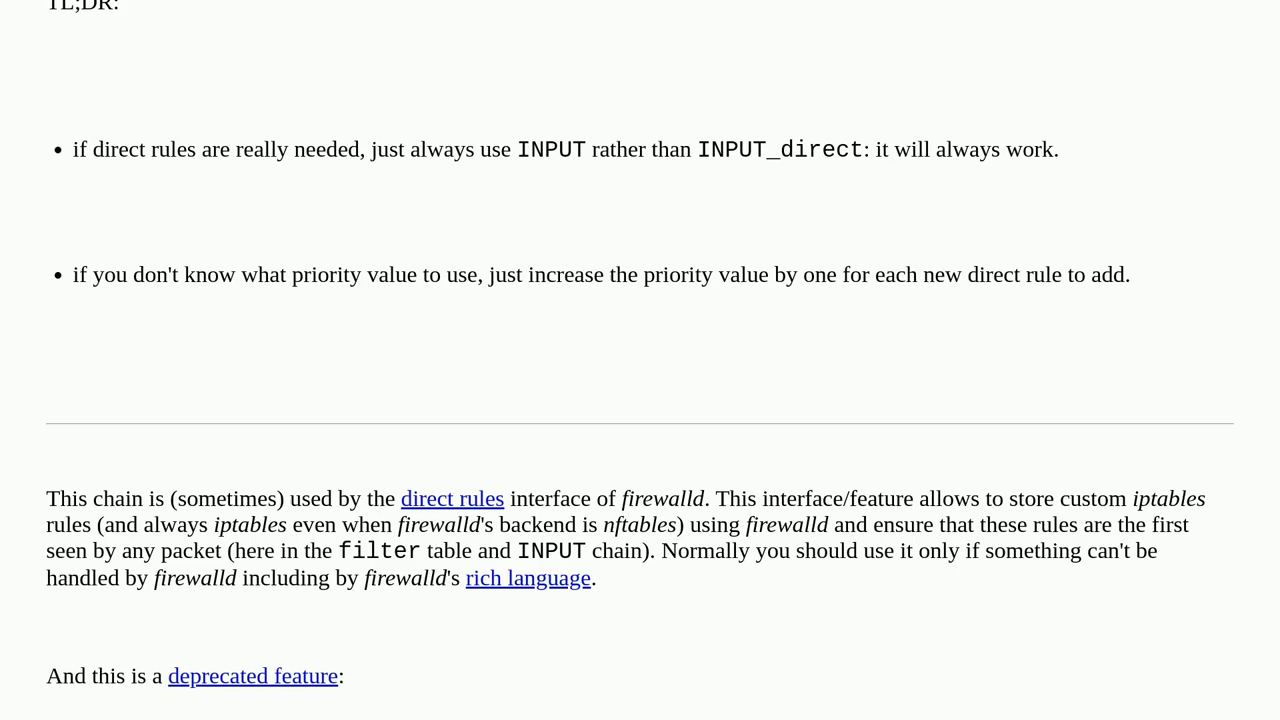 TL;DR:
if direct rules are really needed, just always use INPUT rather than INPUT_direct: it will always work.
if you don't know what priority value to use, just increase the priority value by one for each new direct rule to add.
This chain is (sometimes) used by the direct rules interface of firewalld. This interface/feature allows to store custom iptables
rules (and always iptables even when firewalld's backend is nftables) using firewalld and ensure that these rules are the first
seen by any packet (here in the filter table and INPUT chain). Normally you should use it only if something can't be
handled by firewalld including by firewalld's rich language.
And this is a deprecated feature: